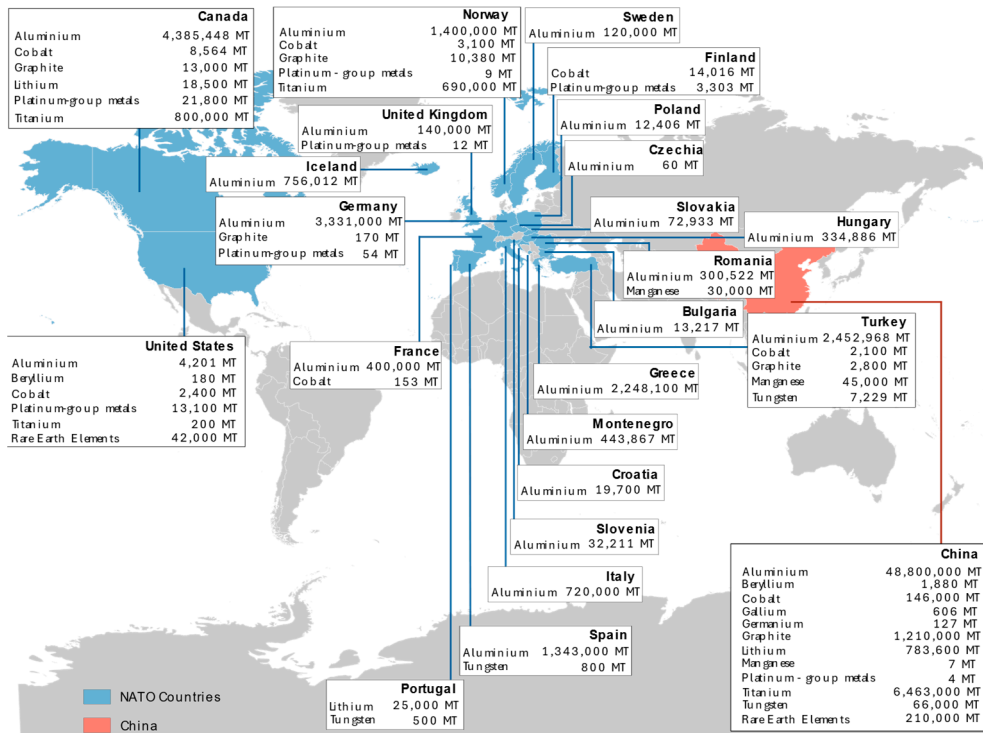 Canada
Aluminium 4,385,448 MT
Cobalt 8,564 MT
Graphite 13,000 MT
Lithium 18,500 MT
Platinum-group metals 21,800 MT
Titanium 800,000 MT
Norway
Aluminium 1,400,000 MT
Cobalt 3,100 MT
Graphite 10,380 MT
Platinum - group metals 9 MT
Titanium 690,000 MT
Sweden
Aluminium 120,000 MT
Finland
Cobalt 14,016 MT
Platinum-group metals 3,303 MT
United Kingdom
Aluminium 140,000 MT
Platinum-group metals 12 MT
Poland
Aluminium 12,406 MT
Czechia
Aluminium 60 MT
Iceland
Aluminium 756,012 MT
Germany
Aluminium 3,331,000 MT
Graphite 170 MT
Platinum-group metals 54 MT
Slovakia
Aluminium 72,933 MT
Hungary
Aluminium 334,886 MT
Romania
Aluminium 300,522 MT
Manganese 30,000 MT
Bulgaria
Aluminium 13,217 MT
Turkey
Aluminium 2,452,968 MT
Cobalt 2,100 MT
Graphite 2,800 MT
Manganese 45,000 MT
Tungsten 7,229 MT
United States
Aluminium 4,201 MT
Beryllium 180 MT
Cobalt 2,400 MT
Platinum-group metals 13,100 MT
Titanium 200 MT
Rare Earth Elements 42,000 MT
France
Aluminium 400,000 MT
Cobalt 153 MT
Greece
Aluminium 2,248,100 MT
Montenegro
Aluminium 443,867 MT
Croatia
Aluminium 19,700 MT
Slovenia
Aluminium 32,211 MT
Italy
Aluminium 720,000 MT
Spain
Aluminium 1,343,000 MT
Tungsten 800 MT
Portugal
Lithium 25,000 MT
Tungsten 500 MT
China
Aluminium 48,800,000 MT
Beryllium 1,880 MT
Cobalt 146,000 MT
Gallium 606 MT
Germanium 127 MT
Graphite 1,210,000 MT
Lithium 783,600 MT
Manganese 7 MT
Platinum - group metals 4 MT
Titanium 6,463,000 MT
Tungsten 66,000 MT
Rare Earth Elements 210,000 MT
NATO Countries
China